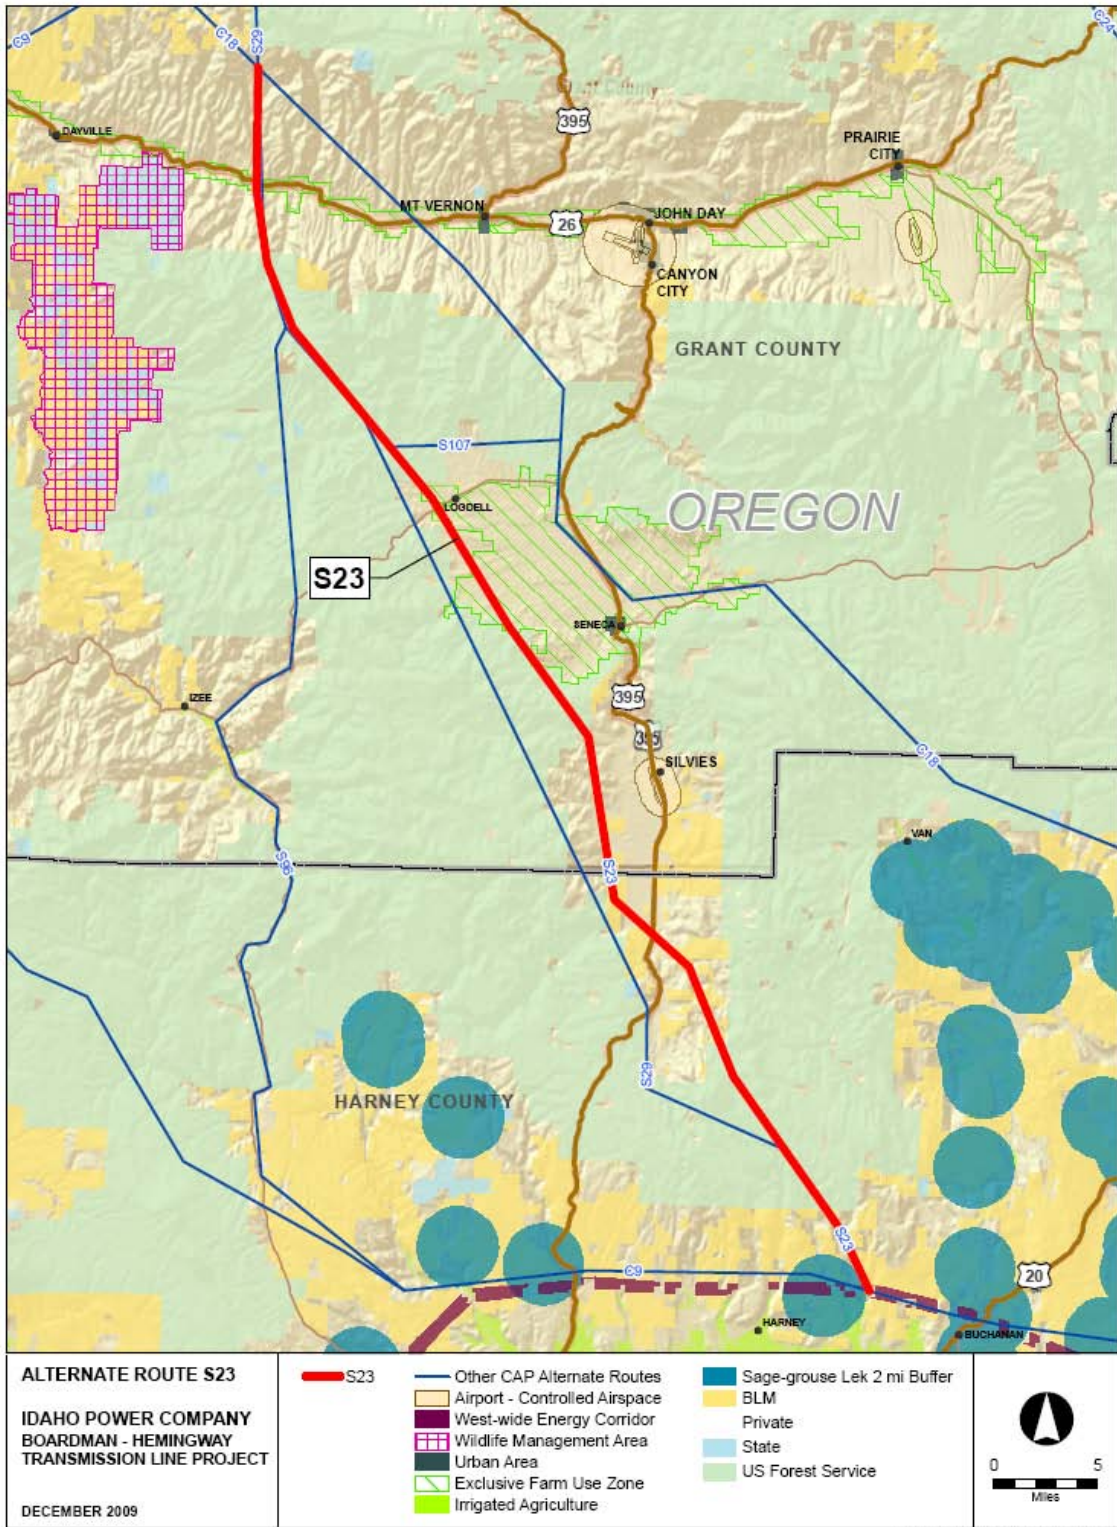 C9
C18
S29
C24
395
DAYVILLE
PRAIRIE
CITY
MT VERNON
JOHN DAY
26
CANYON
CITY
GRANT COUNTY
S107
LOGDELL
OREGON
S23
SENECA
395
IZEE
395
SILVIES
C18
VAN
S96
S23
S29
HARNEY COUNTY
S23
C9
20
HARNEY
BUCHANAN
ALTERNATE ROUTE S23
IDAHO POWER COMPANY
BOARDMAN - HEMINGWAY
TRANSMISSION LINE PROJECT
DECEMBER 2009
S23
Other CAP Alternate Routes
Airport - Controlled Airspace
West-wide Energy Corridor
Wildlife Management Area
Urban Area
Exclusive Farm Use Zone
Irrigated Agriculture
Sage-grouse Lek 2 mi Buffer
BLM
Private
State
US Forest Service
0 5
Miles